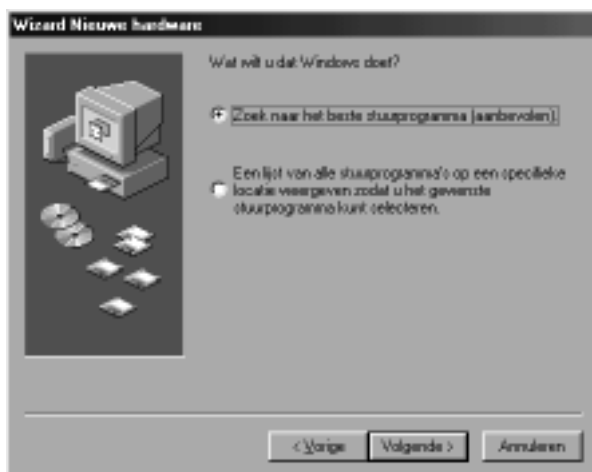 Wizard Nieuwe hardware
Wat wilt u dat Windows doet?
Zoek naar het beste stuurprogramma (aanbevolen).
Een lijst van alle stuurprogramma's op een specifieke
locatie weergeven zodat u het gewenste
stuurprogramma kunt selecteren.
< Vorige
Volgende >
Annuleren